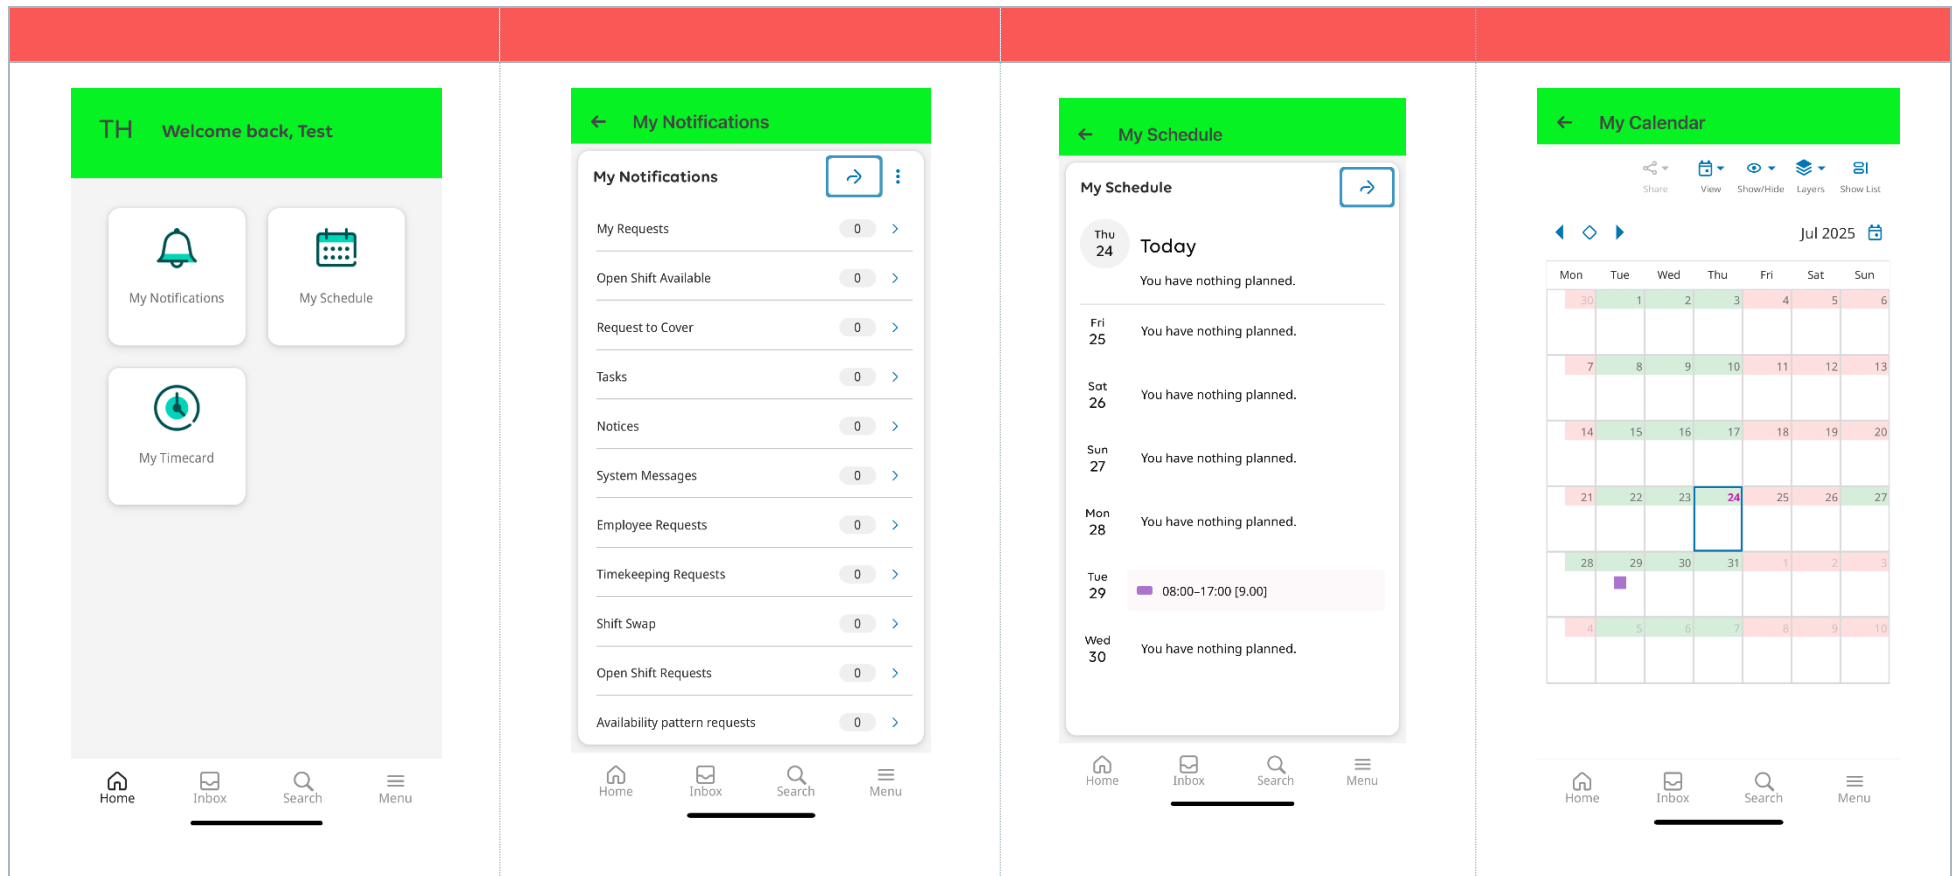 TH Welcome back, Test
My Notifications
My Schedule
My Timecard
Home Inbox Search Menu
My Notifications
My Notifications
My Requests 0
Open Shift Available 0
Request to Cover 0
Tasks 0
Notices 0
System Messages 0
Employee Requests 0
Timekeeping Requests 0
Shift Swap 0
Open Shift Requests 0
Availability pattern requests 0
Home Inbox Search Menu
My Schedule
My Schedule
Thu
24
Today
You have nothing planned.
Fri
25
You have nothing planned.
Sat
26
You have nothing planned.
Sun
27
You have nothing planned.
Mon
28
You have nothing planned.
Tue
29
08:00–17:00 [9.00]
Wed
30
You have nothing planned.
Home Inbox Search Menu
My Calendar
Share View Show/Hide Layers Show List
Jul 2025
Mon Tue Wed Thu Fri Sat Sun
30 1 2 3 4 5 6
7 8 9 10 11 12 13
14 15 16 17 18 19 20
21 22 23 24 25 26 27
28 29 30 31 1 2 3
4 5 6 7 8 9 10
Home Inbox Search Menu